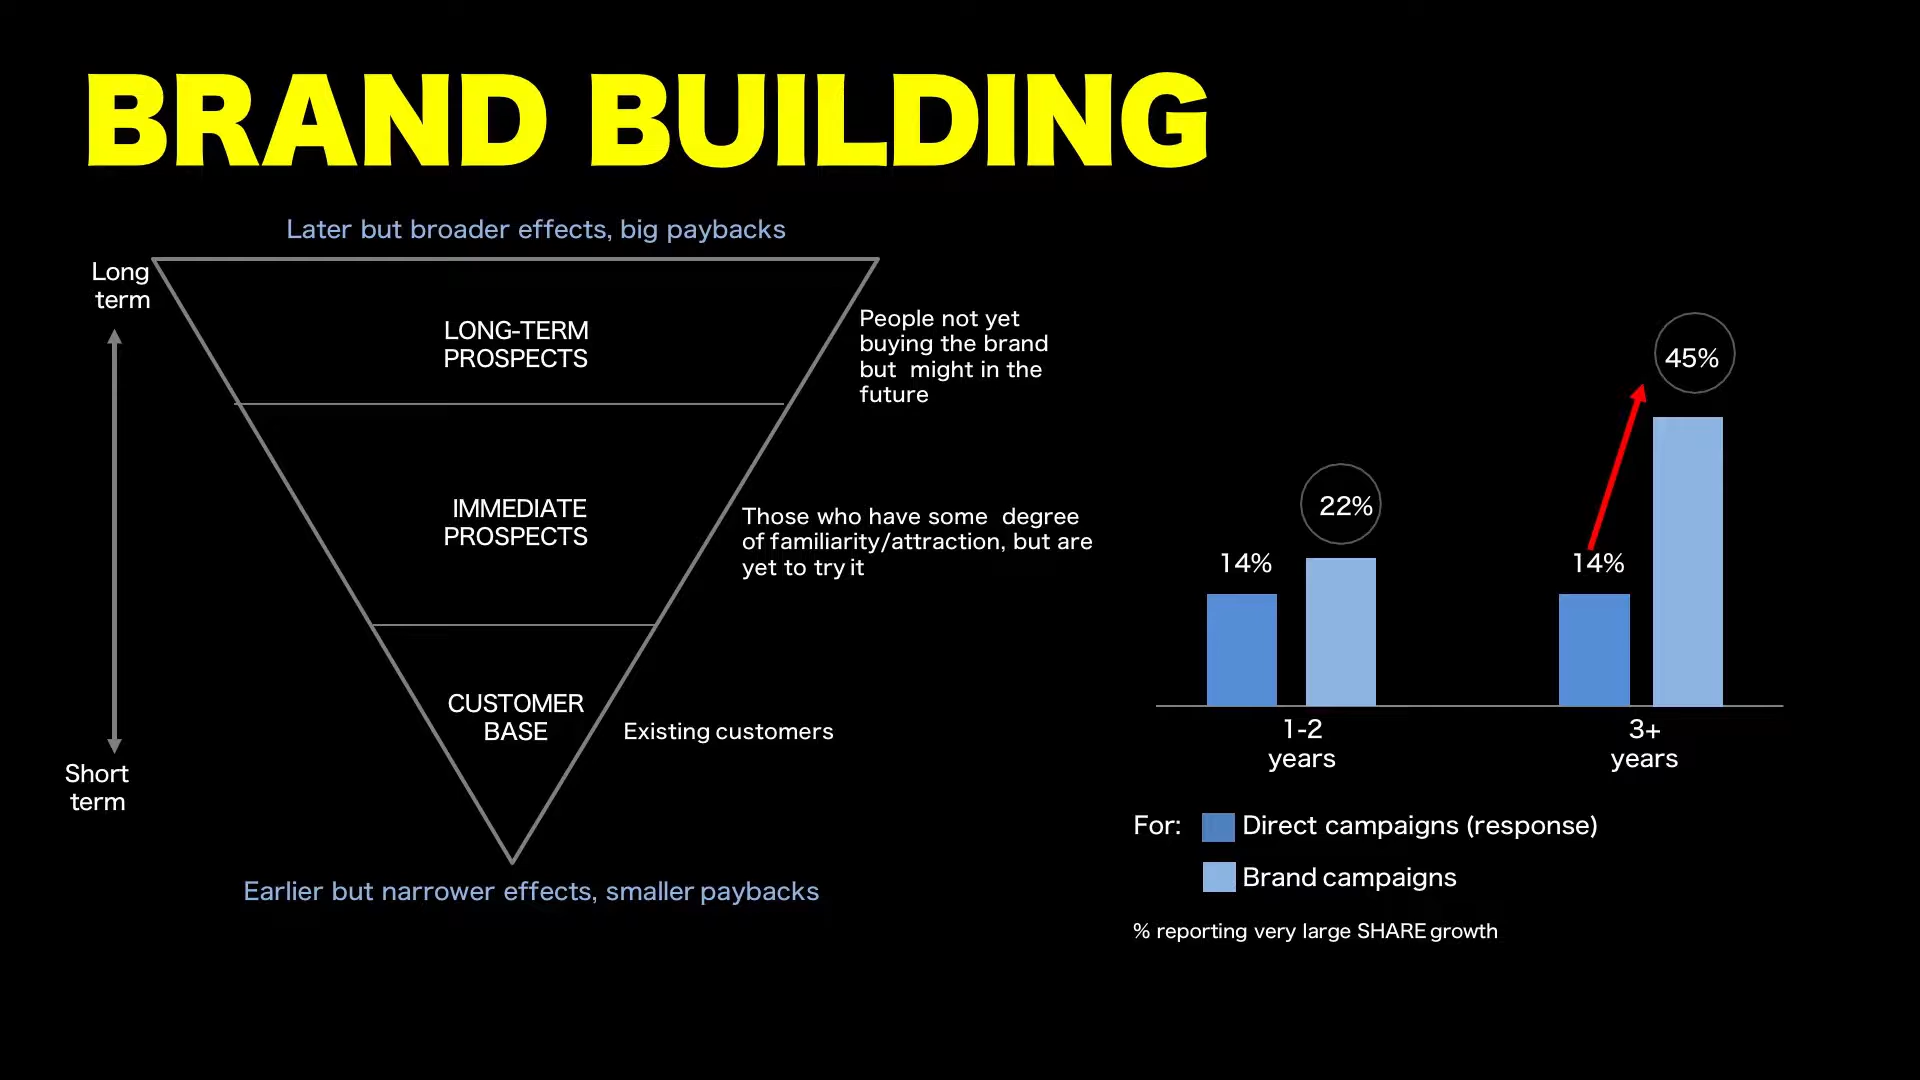 BRAND BUILDING
Later but broader effects, big paybacks
Long
term
LONG-TERM
PROSPECTS
People not yet
buying the brand
but might in the
future
IMMEDIATE
PROSPECTS
Those who have some degree
of familiarity/attraction, but are
yet to try it
CUSTOMER
BASE
Existing customers
Short
term
Earlier but narrower effects, smaller paybacks
45%
22%
14%
14%
1-2
years
3+
years
For:
Direct campaigns (response)
Brand campaigns
% reporting very large SHARE growth